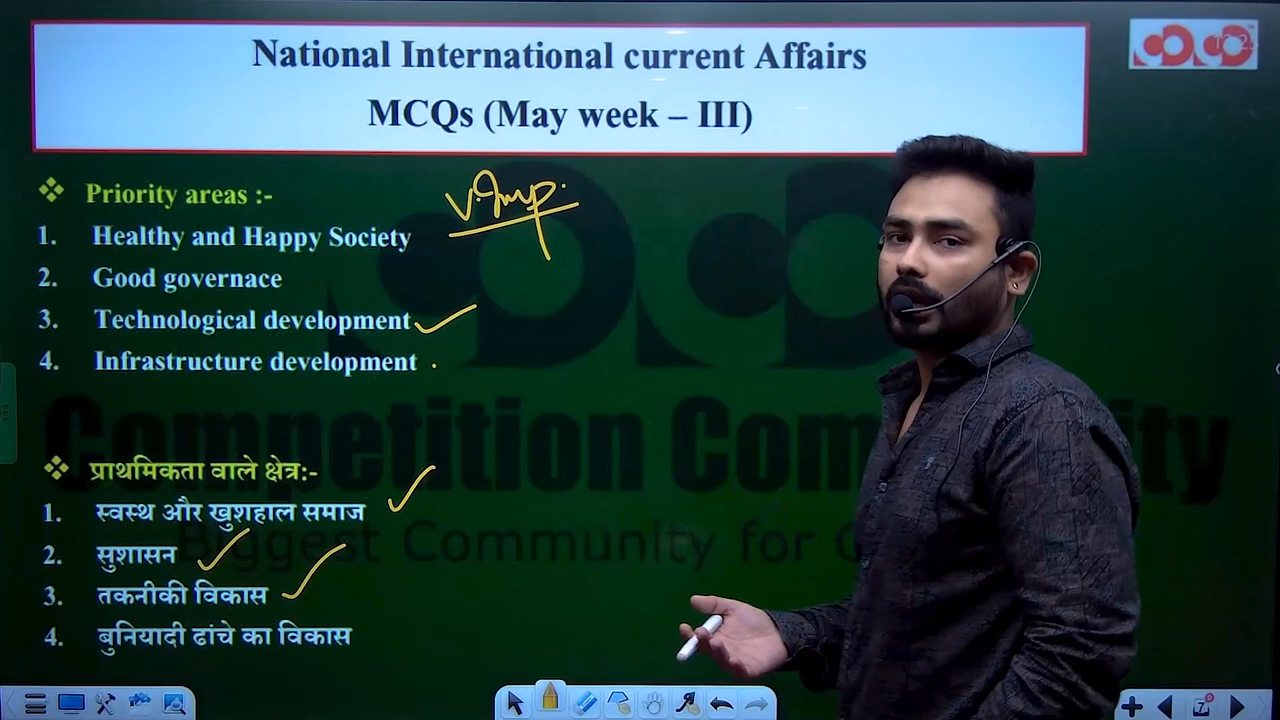 National International current Affairs
MCQs (May week – III)
Priority areas :-
V. Imp.
1. Healthy and Happy Society
2. Good governace
3. Technological development
4. Infrastructure development
Competition Community
Biggest Community for G
प्राथमिकता वाले क्षेत्र:-
1. स्वस्थ और खुशहाल समाज
2. सुशासन
3. तकनीकी विकास
4. बुनियादी ढांचे का विकास
7